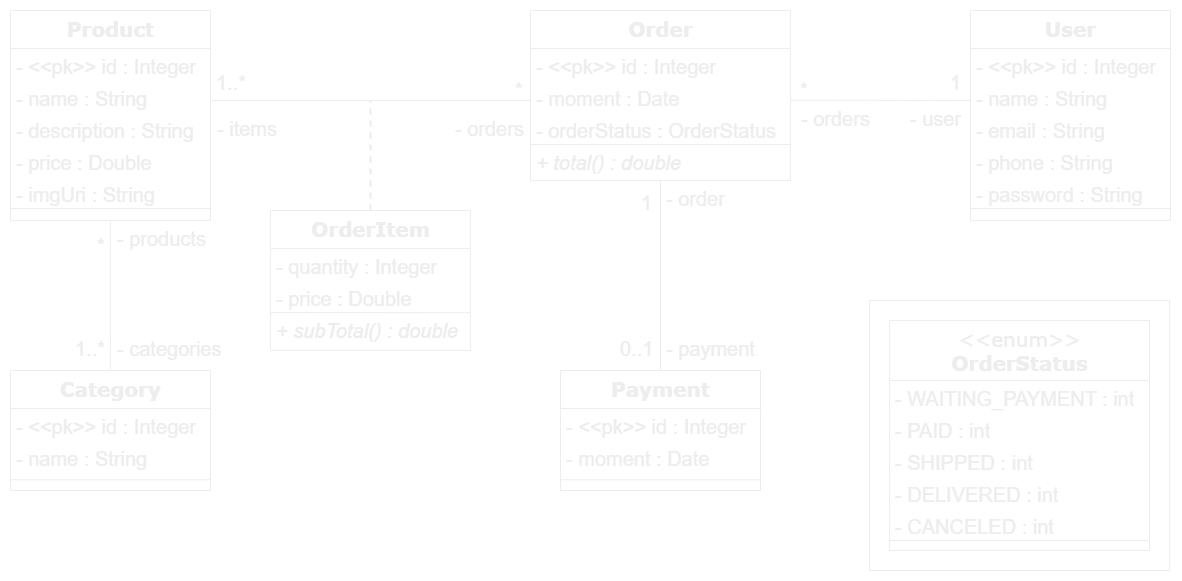 Product
- <<pk>> id : Integer
- name : String
- description : String
- price : Double
- imgUri : String
1..*
- items
*
- orders
Order
- <<pk>> id : Integer
- moment : Date
- orderStatus : OrderStatus
+ total() : double
*
- orders
1
- user
User
- <<pk>> id : Integer
- name : String
- email : String
- phone : String
- password : String
* - products
1..* - categories
OrderItem
- quantity : Integer
- price : Double
+ subTotal() : double
1 - order
0..1 - payment
Category
- <<pk>> id : Integer
- name : String
Payment
- <<pk>> id : Integer
- moment : Date
<<enum>>
OrderStatus
- WAITING_PAYMENT : int
- PAID : int
- SHIPPED : int
- DELIVERED : int
- CANCELED : int